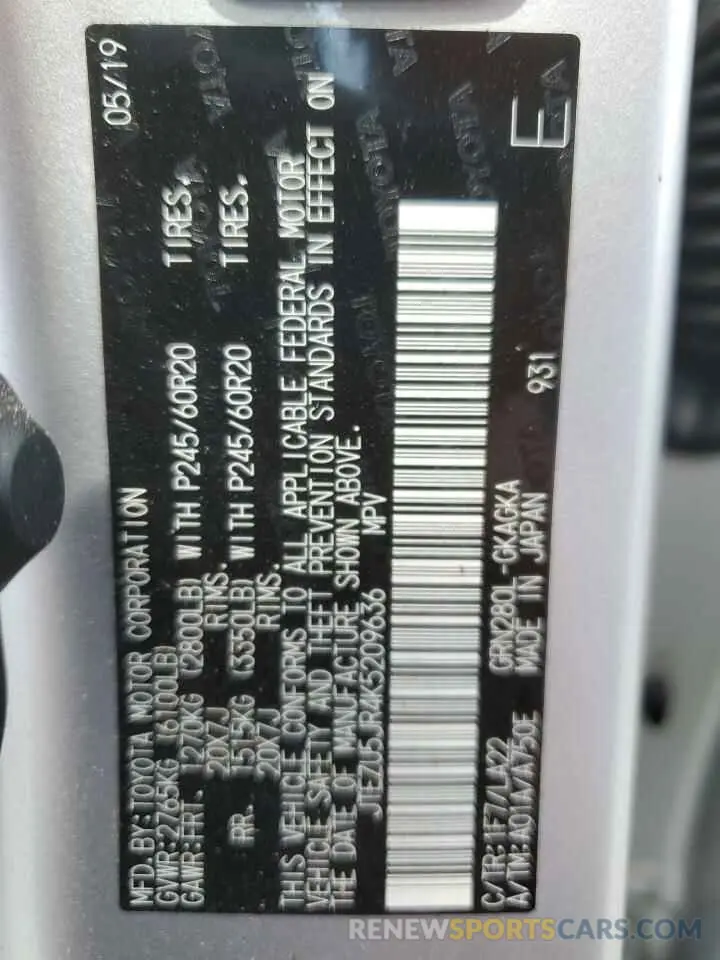 MFD. BY: TOYOTA MOTOR CORPORATION 05/19
GVWR: 2765KG (6100LB)
GAWR: FRT. 1270KG (2800LB) WITH P245/60R20 TIRES.
20X7J RIMS.
RR. 1515KG (3350LB) WITH P245/60R20 TIRES.
20X7J RIMS.
THIS VEHICLE CONFORMS TO ALL APPLICABLE FEDERAL MOTOR
VEHICLE SAFETY AND THEFT PREVENTION STANDARDS IN EFFECT ON
THE DATE OF MANUFACTURE SHOWN ABOVE.
JTEZU5JR4K5209636 MPV
C/TR: 1F7/LK22 GRN280L-GKAGKA 931
A/TM: A01A/A750E MADE IN JAPAN
E
RENEWSPORTSCARS.COM